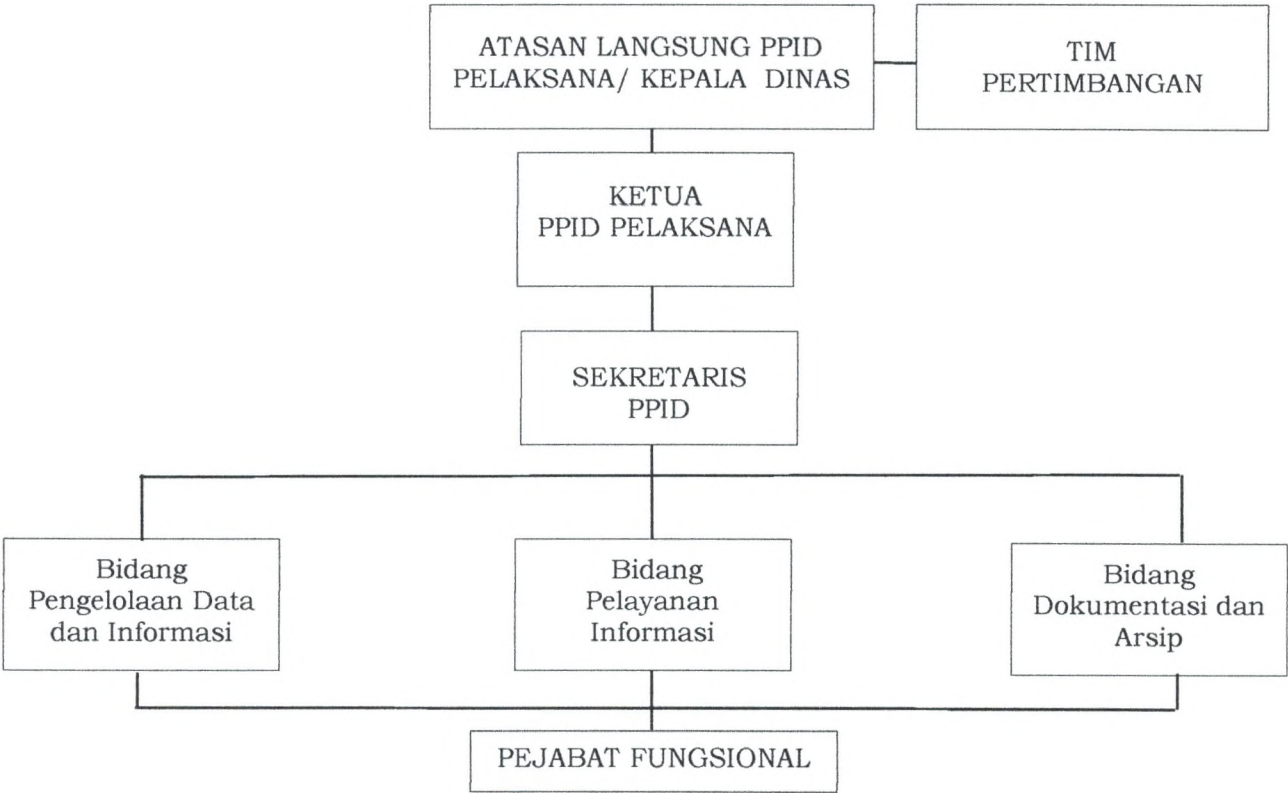 ATASAN LANGSUNG PPID
PELAKSANA/ KEPALA DINAS
TIM
PERTIMBANGAN
KETUA
PPID PELAKSANA
SEKRETARIS
PPID
Bidang
Pengelolaan Data
dan Informasi
Bidang
Pelayanan
Informasi
Bidang
Dokumentasi dan
Arsip
PEJABAT FUNGSIONAL